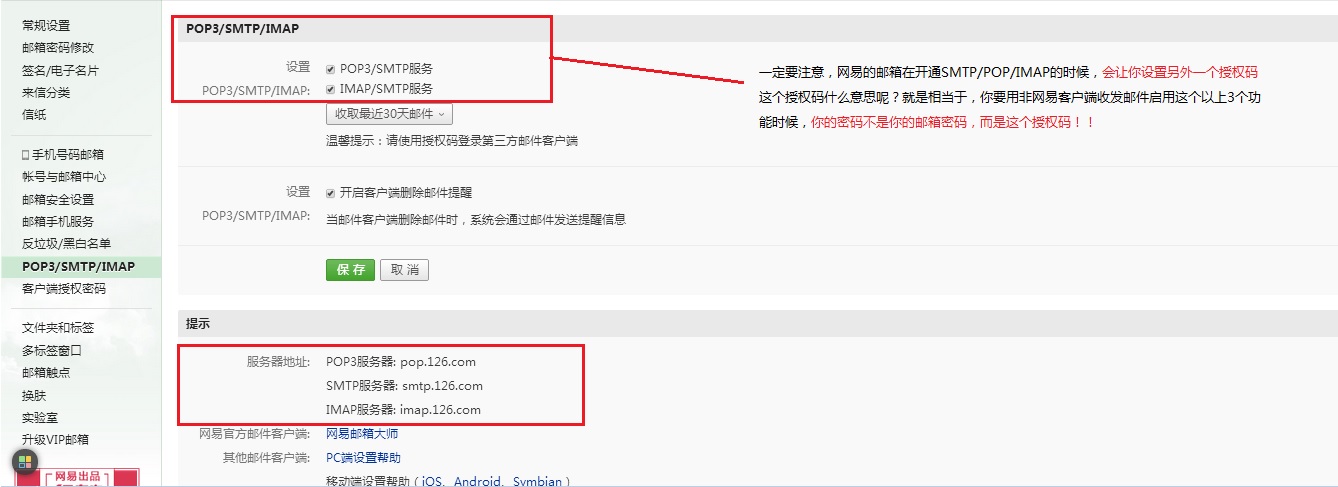 常规设置
邮箱密码修改
签名/电子名片
来信分类
信纸
手机号码邮箱
帐号与邮箱中心
邮箱安全设置
邮箱手机服务
反垃圾/黑白名单
POP3/SMTP/IMAP
客户端授权密码
文件夹和标签
多标签窗口
邮箱触点
换肤
实验室
升级VIP邮箱
网易出品
POP3/SMTP/IMAP
设置
POP3/SMTP/IMAP:
POP3/SMTP服务
IMAP/SMTP服务
收取最近30天邮件
温馨提示：请使用授权码登录第三方邮件客户端
一定要注意，网易的邮箱在开通SMTP/POP/IMAP的时候，会让你设置另外一个授权码
这个授权码什么意思呢？就是相当于，你要用非网易客户端收发邮件启用这个以上3个功
能时候，你的密码不是你的邮箱密码，而是这个授权码！！
设置
POP3/SMTP/IMAP:
开启客户端删除邮件提醒
当邮件客户端删除邮件时，系统会通过邮件发送提醒信息
保存 取消
提示
服务器地址: POP3服务器: pop.126.com
SMTP服务器: smtp.126.com
IMAP服务器: imap.126.com
网易官方邮件客户端: 网易邮箱大师
其他邮件客户端: PC端设置帮助
移动端设置帮助（iOS、Android、Symbian）